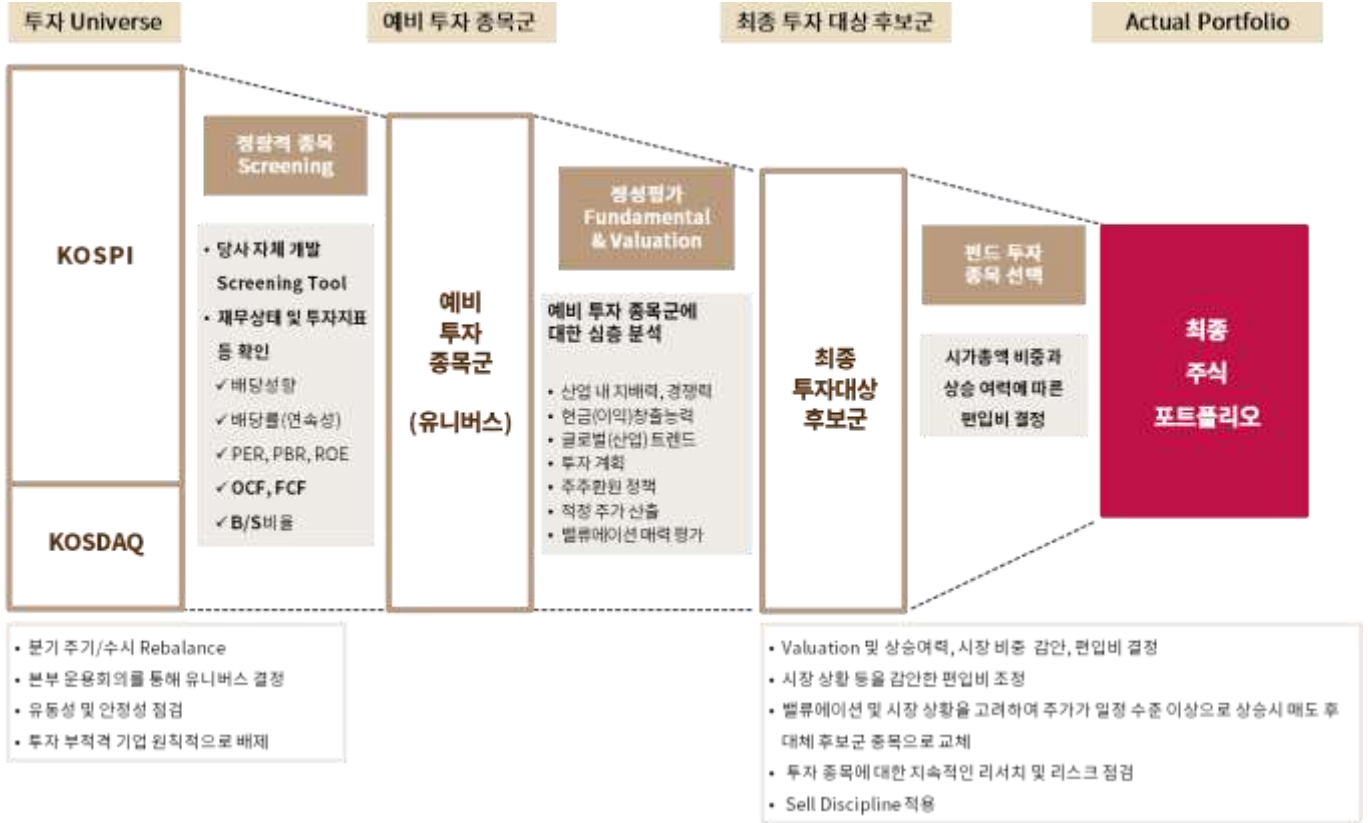 투자 Universe
예비 투자 종목군
최종 투자 대상 후보군
Actual Portfolio
KOSPI
KOSDAQ
정량적 종목
Screening
• 당사 자체 개발
Screening Tool
• 재무상태 및 투자지표
등 확인
✓배당성향
✓배당률(연속성)
✓PER, PBR, ROE
✓OCF, FCF
✓B/S비율
예비
투자
종목군
(유니버스)
정성평가
Fundamental
& Valuation
예비 투자 종목군에
대한 심층 분석
• 산업 내 지배력, 경쟁력
• 현금(이익)창출능력
• 글로벌(산업) 트렌드
• 투자 계획
• 주주환원 정책
• 적정 주가 산출
• 밸류에이션 매력 평가
최종
투자대상
후보군
펀드 투자
종목 선택
시가총액 비중과
상승 여력에 따른
편입비 결정
최종
주식
포트폴리오
• 분기 주기/수시 Rebalance
• 본부 운용회의를 통해 유니버스 결정
• 유동성 및 안정성 점검
• 투자 부적격 기업 원칙적으로 배제
• Valuation 및 상승여력, 시장 비중 감안, 편입비 결정
• 시장 상황 등을 감안한 편입비 조정
• 밸류에이션 및 시장 상황을 고려하여 주가가 일정 수준 이상으로 상승시 매도 후
대체 후보군 종목으로 교체
• 투자 종목에 대한 지속적인 리서치 및 리스크 점검
• Sell Discipline 적용